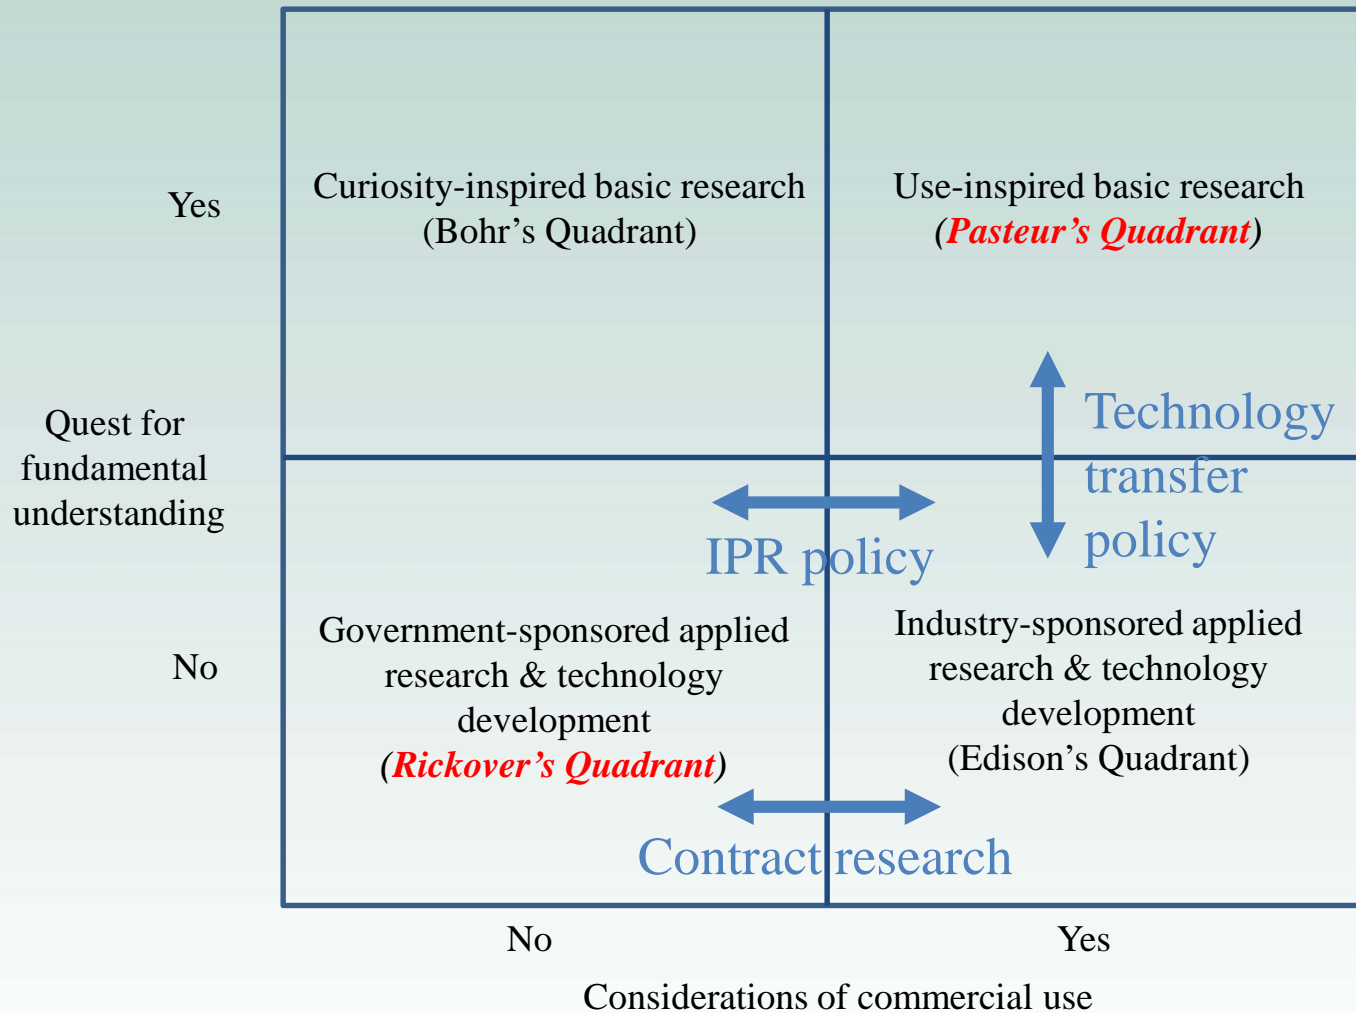 Yes
Curiosity-inspired basic research
(Bohr’s Quadrant)
Use-inspired basic research
(Pasteur’s Quadrant)
Quest for
fundamental
understanding
Technology
transfer
policy
IPR policy
No
Government-sponsored applied
research & technology
development
(Rickover’s Quadrant)
Industry-sponsored applied
research & technology
development
(Edison’s Quadrant)
Contract research
No
Yes
Considerations of commercial use